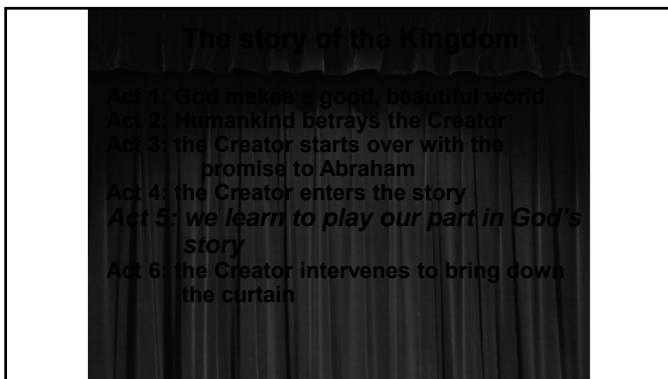 The story of the Kingdom
Act 1: God makes a good, beautiful world
Act 2: Humankind betrays the Creator
Act 3: the Creator starts over with the
promise to Abraham
Act 4: the Creator enters the story
Act 5: we learn to play our part in God's
story
Act 6: the Creator intervenes to bring down
the curtain